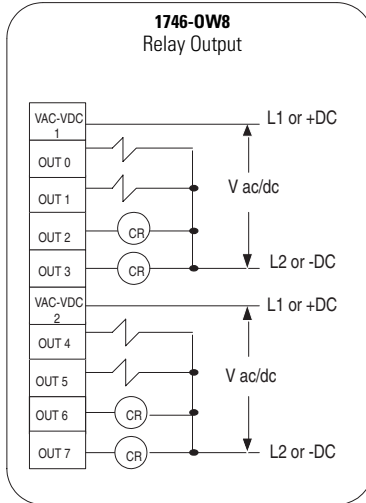 1746-OW8
Relay Output
VAC-VDC
1
L1 or +DC
OUT 0
OUT 1
V ac/dc
OUT 2
CR
OUT 3
CR
L2 or -DC
VAC-VDC
2
L1 or +DC
OUT 4
OUT 5
V ac/dc
OUT 6
CR
OUT 7
CR
L2 or -DC